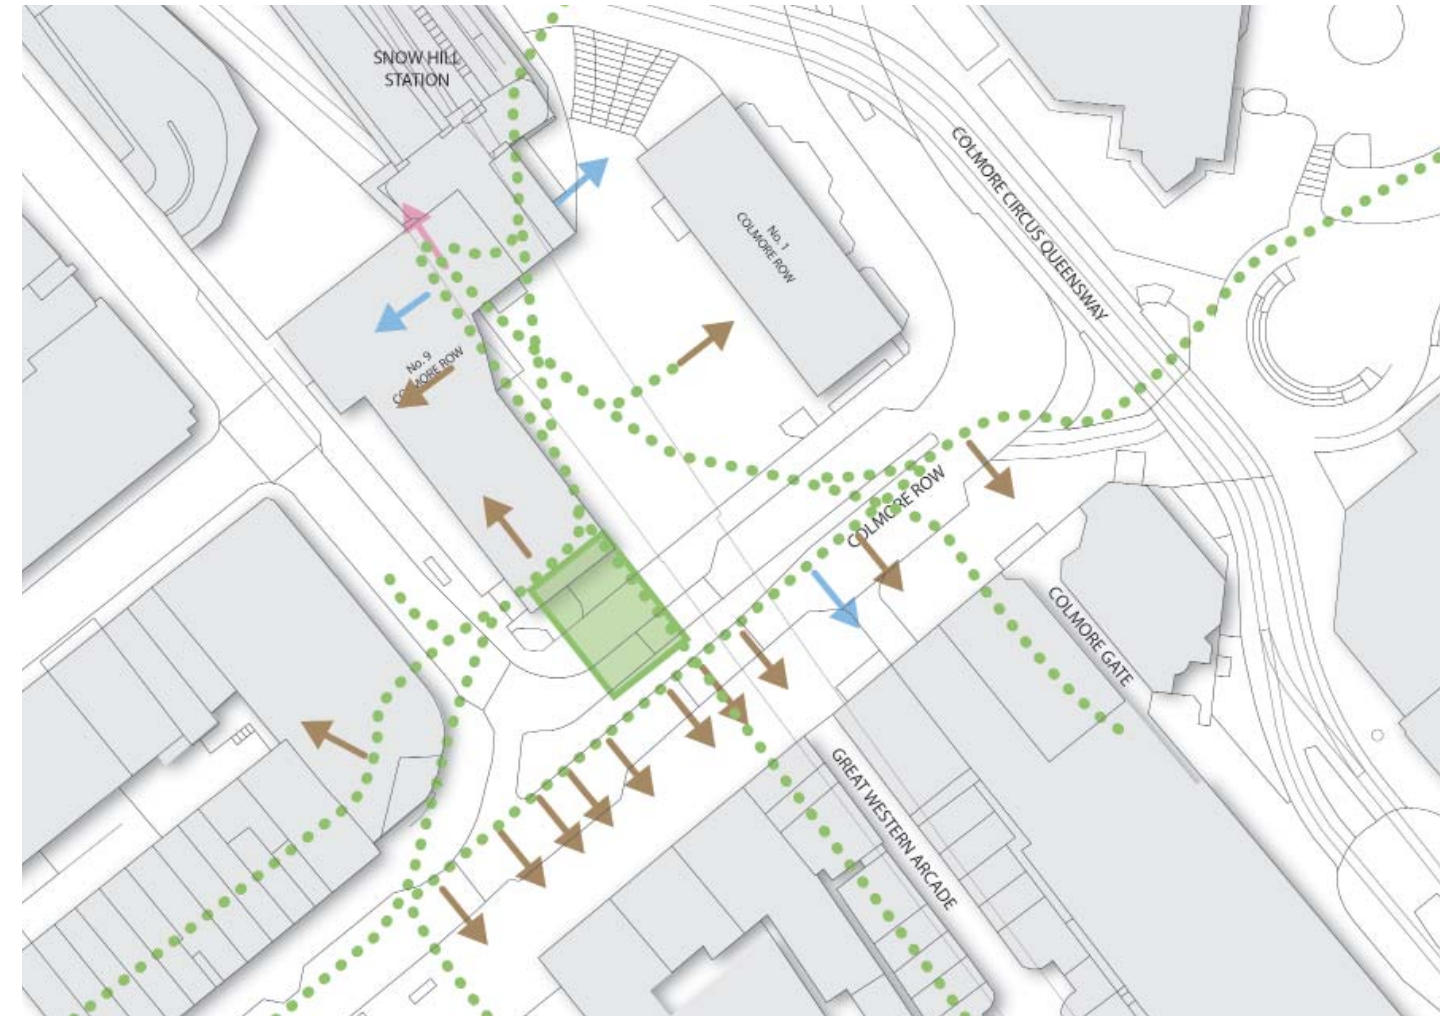 SNOW HILL
STATION
COLMORE CIRCUS QUEENSWAY
No. 1
COLMORE ROW
No. 9
COLMORE ROW
COLMORE ROW
COLMORE GATE
GREAT WESTERN ARCADE